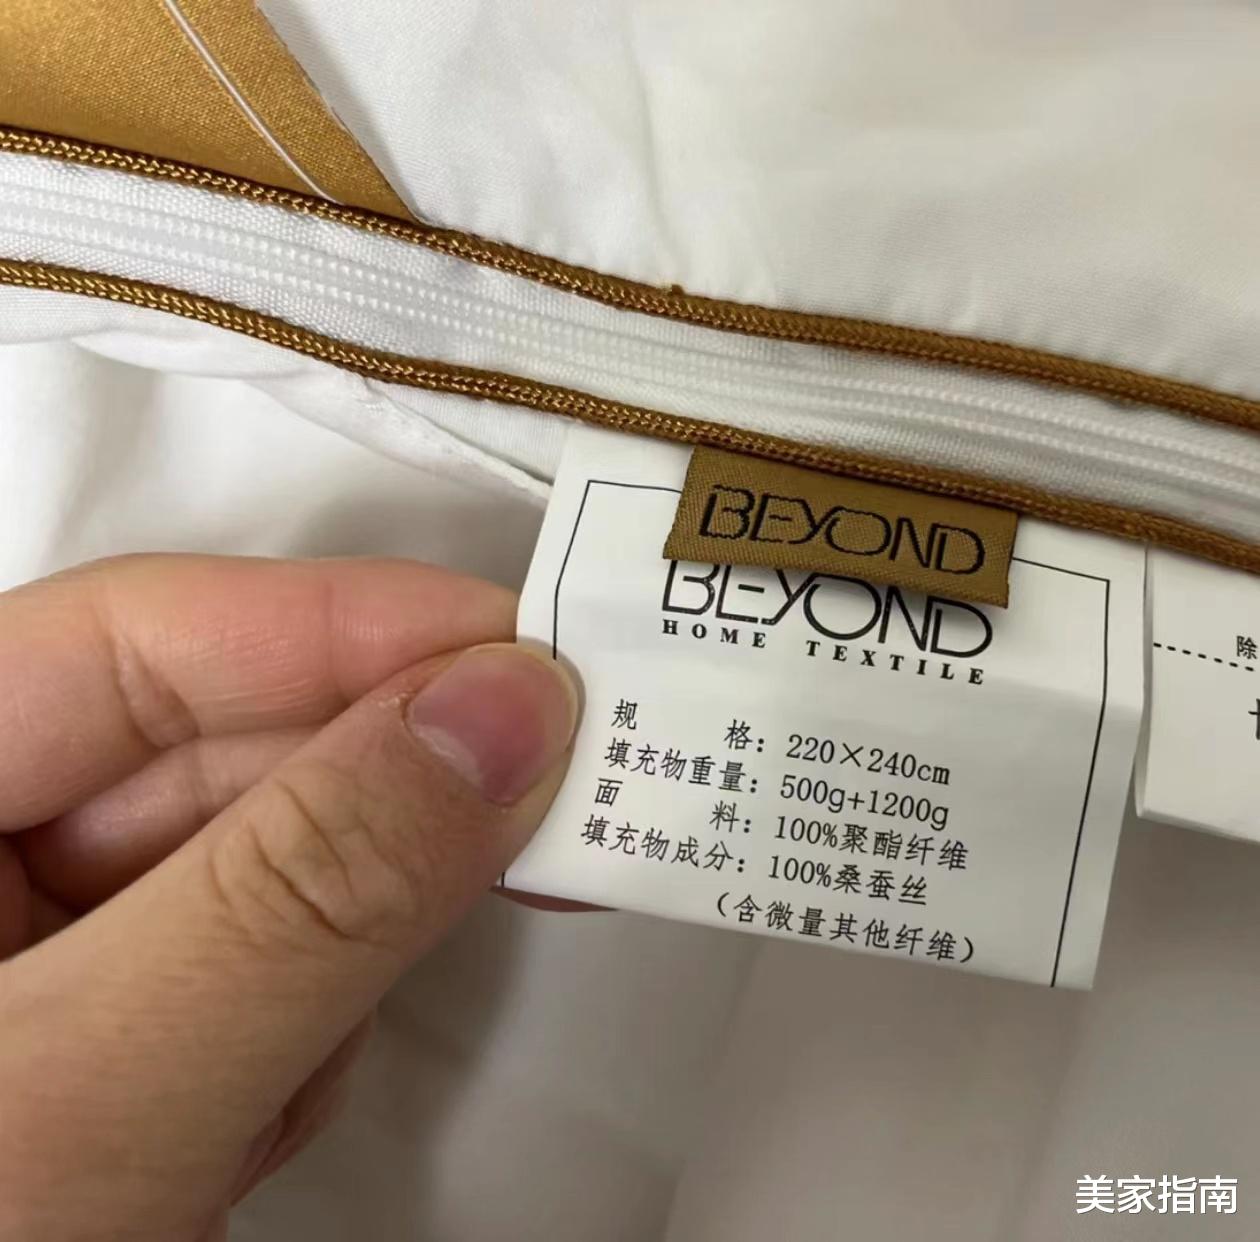 BEYOND
BEYOND
HOME TEXTILE
规格：220×240cm
填充物重量：500g+1200g
面料：100%聚酯纤维
填充物成分：100%桑蚕丝
（含微量其他纤维）
除
美家指南